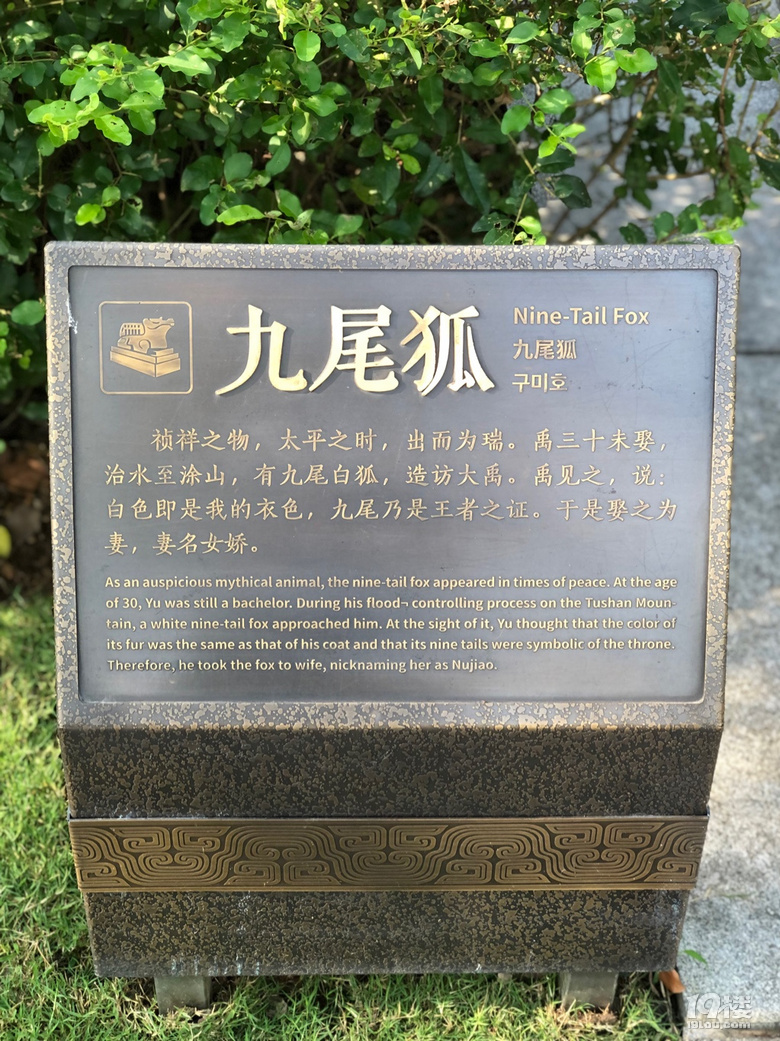 九尾狐
Nine-Tail Fox
九尾狐
구미호
祯祥之物，太平之时，出而为瑞。禹三十未娶，
治水至涂山，有九尾白狐，造访大禹。禹见之，说：
白色即是我的衣色，九尾乃是王者之证。于是娶之为
妻，妻名女娇。
As an auspicious mythical animal, the nine-tail fox appeared in times of peace. At the age
of 30, Yu was still a bachelor. During his flood¬ controlling process on the Tushan Moun-
tain, a white nine-tail fox approached him. At the sight of it, Yu thought that the color of
its fur was the same as that of his coat and that its nine tails were symbolic of the throne.
Therefore, he took the fox to wife, nicknaming her as Nujiao.
19楼
19lou.com